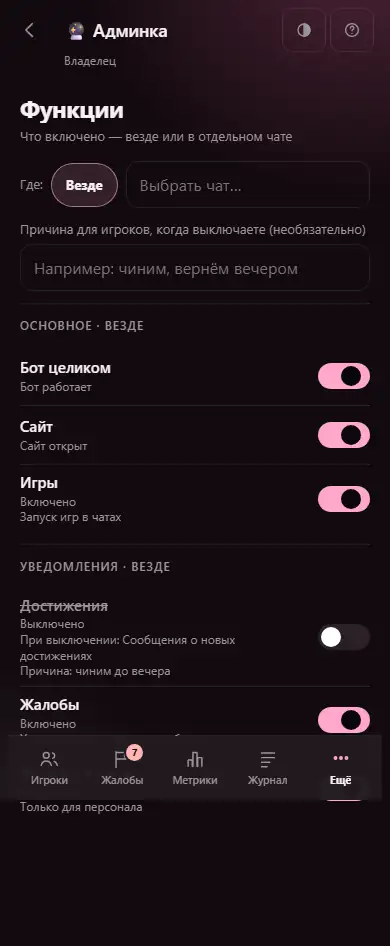 Админка
Владелец
Функции
Что включено — везде или в отдельном чате
Где:
Везде
Выбрать чат...
Причина для игроков, когда выключаете (необязательно)
Например: чиним, вернём вечером
ОСНОВНОЕ · ВЕЗДЕ
Бот целиком
Бот работает
Сайт
Сайт открыт
Игры
Включено
Запуск игр в чатах
УВЕДОМЛЕНИЯ · ВЕЗДЕ
Достижения
Выключено
При выключении: Сообщения о новых
достижениях
Причина: чиним до вечера
Жалобы
Включено
7
Игроки
Жалобы
Метрики
Журнал
Ещё
Только для персонала